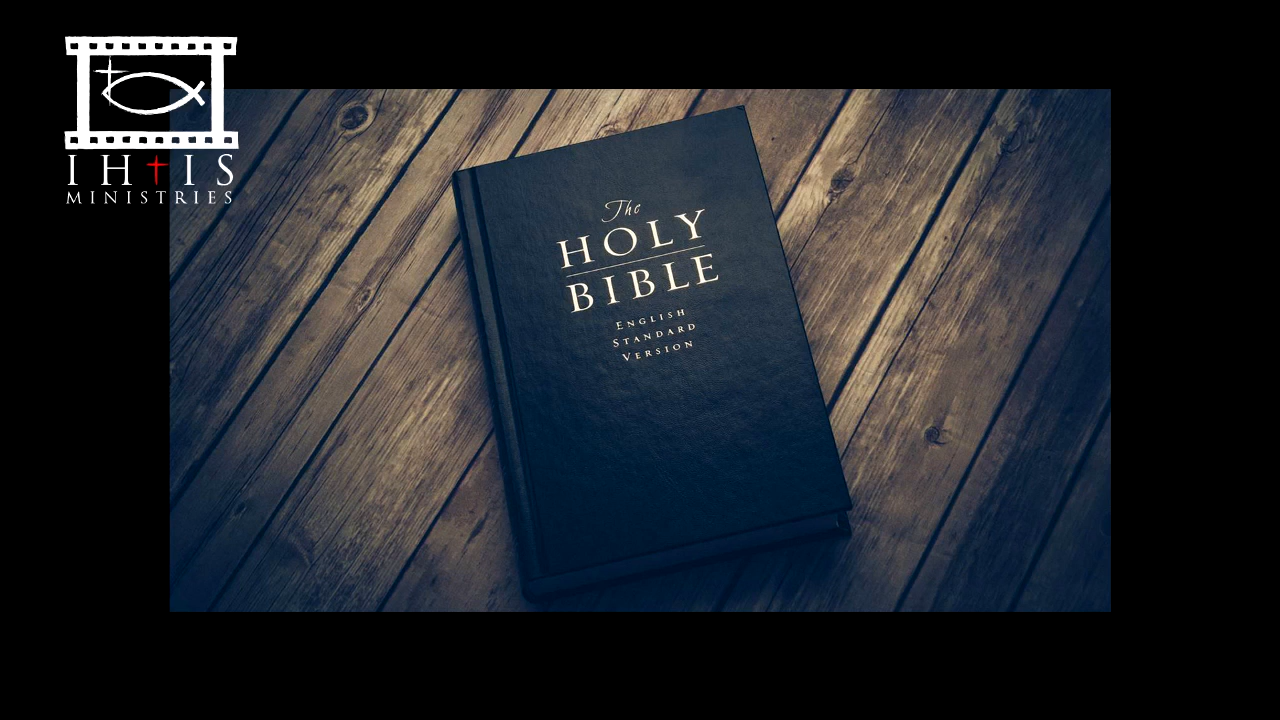 IH†IS
MINISTRIES
The
HOLY
BIBLE
ENGLISH
STANDARD
VERSION